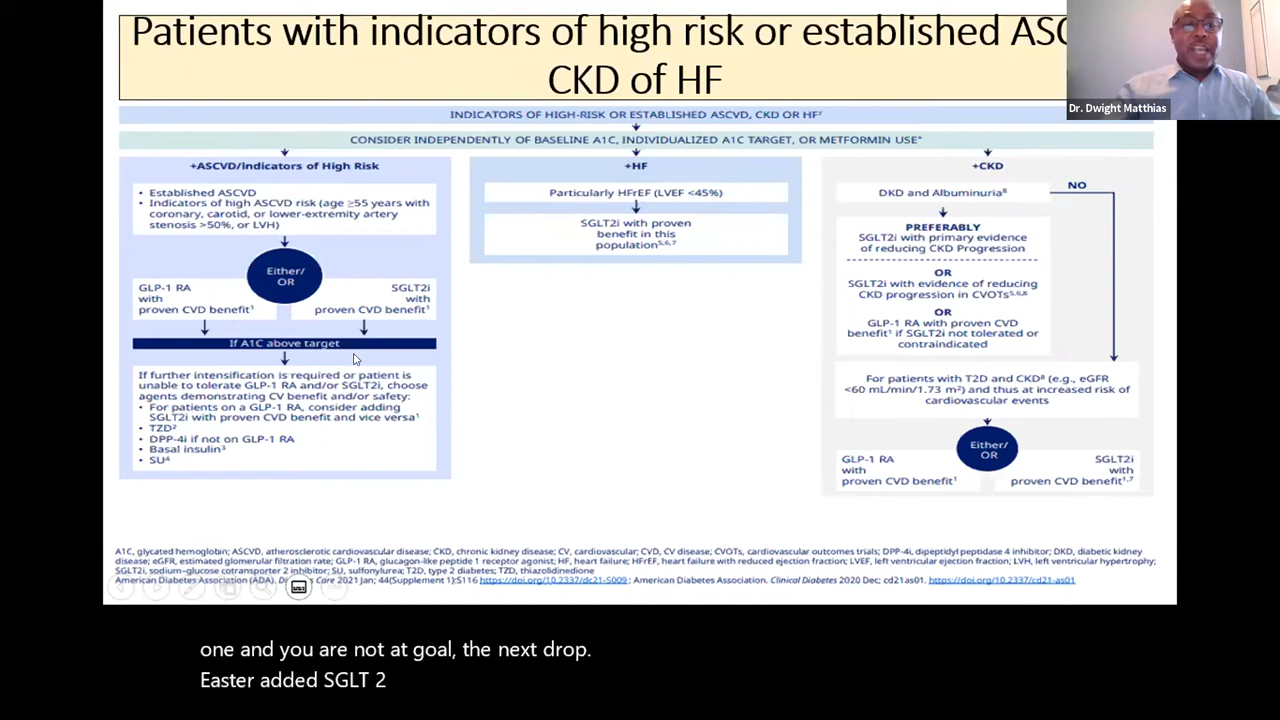 Patients with indicators of high risk or established ASC
CKD of HF
Dr. Dwight Matthias
INDICATORS OF HIGH-RISK OR ESTABLISHED ASCVD, CKD OR HF†
CONSIDER INDEPENDENTLY OF BASELINE A1C, INDIVIDUALIZED A1C TARGET, OR METFORMIN USE*
+ASCVD/Indicators of High Risk
• Established ASCVD
• Indicators of high ASCVD risk (age ≥55 years with
coronary, carotid, or lower-extremity artery
stenosis >50%, or LVH)
Either/
OR
GLP-1 RA
with
proven CVD benefit¹
SGLT2i
with
proven CVD benefit¹
If A1C above target
If further intensification is required or patient is
unable to tolerate GLP-1 RA and/or SGLT2i, choose
agents demonstrating CV benefit and/or safety:
• For patients on a GLP-1 RA, consider adding
SGLT2i with proven CVD benefit and vice versa¹
• TZD²
• DPP-4i if not on GLP-1 RA
• Basal insulin³
• SU⁴
+HF
Particularly HFrEF (LVEF <45%)
SGLT2i with proven
benefit in this
population⁵,⁶,⁷
+CKD
DKD and Albuminuria⁸
NO
PREFERABLY
SGLT2i with primary evidence
of reducing CKD Progression
OR
SGLT2i with evidence of reducing
CKD progression in CVOTs⁵,⁶,⁸
OR
GLP-1 RA with proven CVD
benefit¹ if SGLT2i not tolerated or
contraindicated
For patients with T2D and CKD⁸ (e.g., eGFR
<60 mL/min/1.73 m²) and thus at increased risk of
cardiovascular events
Either/
OR
GLP-1 RA
with
proven CVD benefit¹
SGLT2i
with
proven CVD benefit¹,⁷
A1C, glycated hemoglobin; ASCVD, atherosclerotic cardiovascular disease; CKD, chronic kidney disease; CV, cardiovascular; CVD, CV disease; CVOTs, cardiovascular outcomes trials; DPP-4i, dipeptidyl peptidase 4 inhibitor; DKD, diabetic kidney
disease; eGFR, estimated glomerular filtration rate; GLP-1 RA, glucagon-like peptide 1 receptor agonist; HF, heart failure; HFrEF, heart failure with reduced ejection fraction; LVEF, left ventricular ejection fraction; LVH, left ventricular hypertrophy;
SGLT2i, sodium–glucose cotransporter 2 inhibitor; SU, sulfonylurea; T2D, type 2 diabetes; TZD, thiazolidinedione
American Diabetes Association (ADA). Diabetes Care 2021 Jan; 44(Supplement 1):S116 https://doi.org/10.2337/dc21-S009 ; American Diabetes Association. Clinical Diabetes 2020 Dec; cd21as01. https://doi.org/10.2337/cd21-as01
one and you are not at goal, the next drop.
Easter added SGLT 2